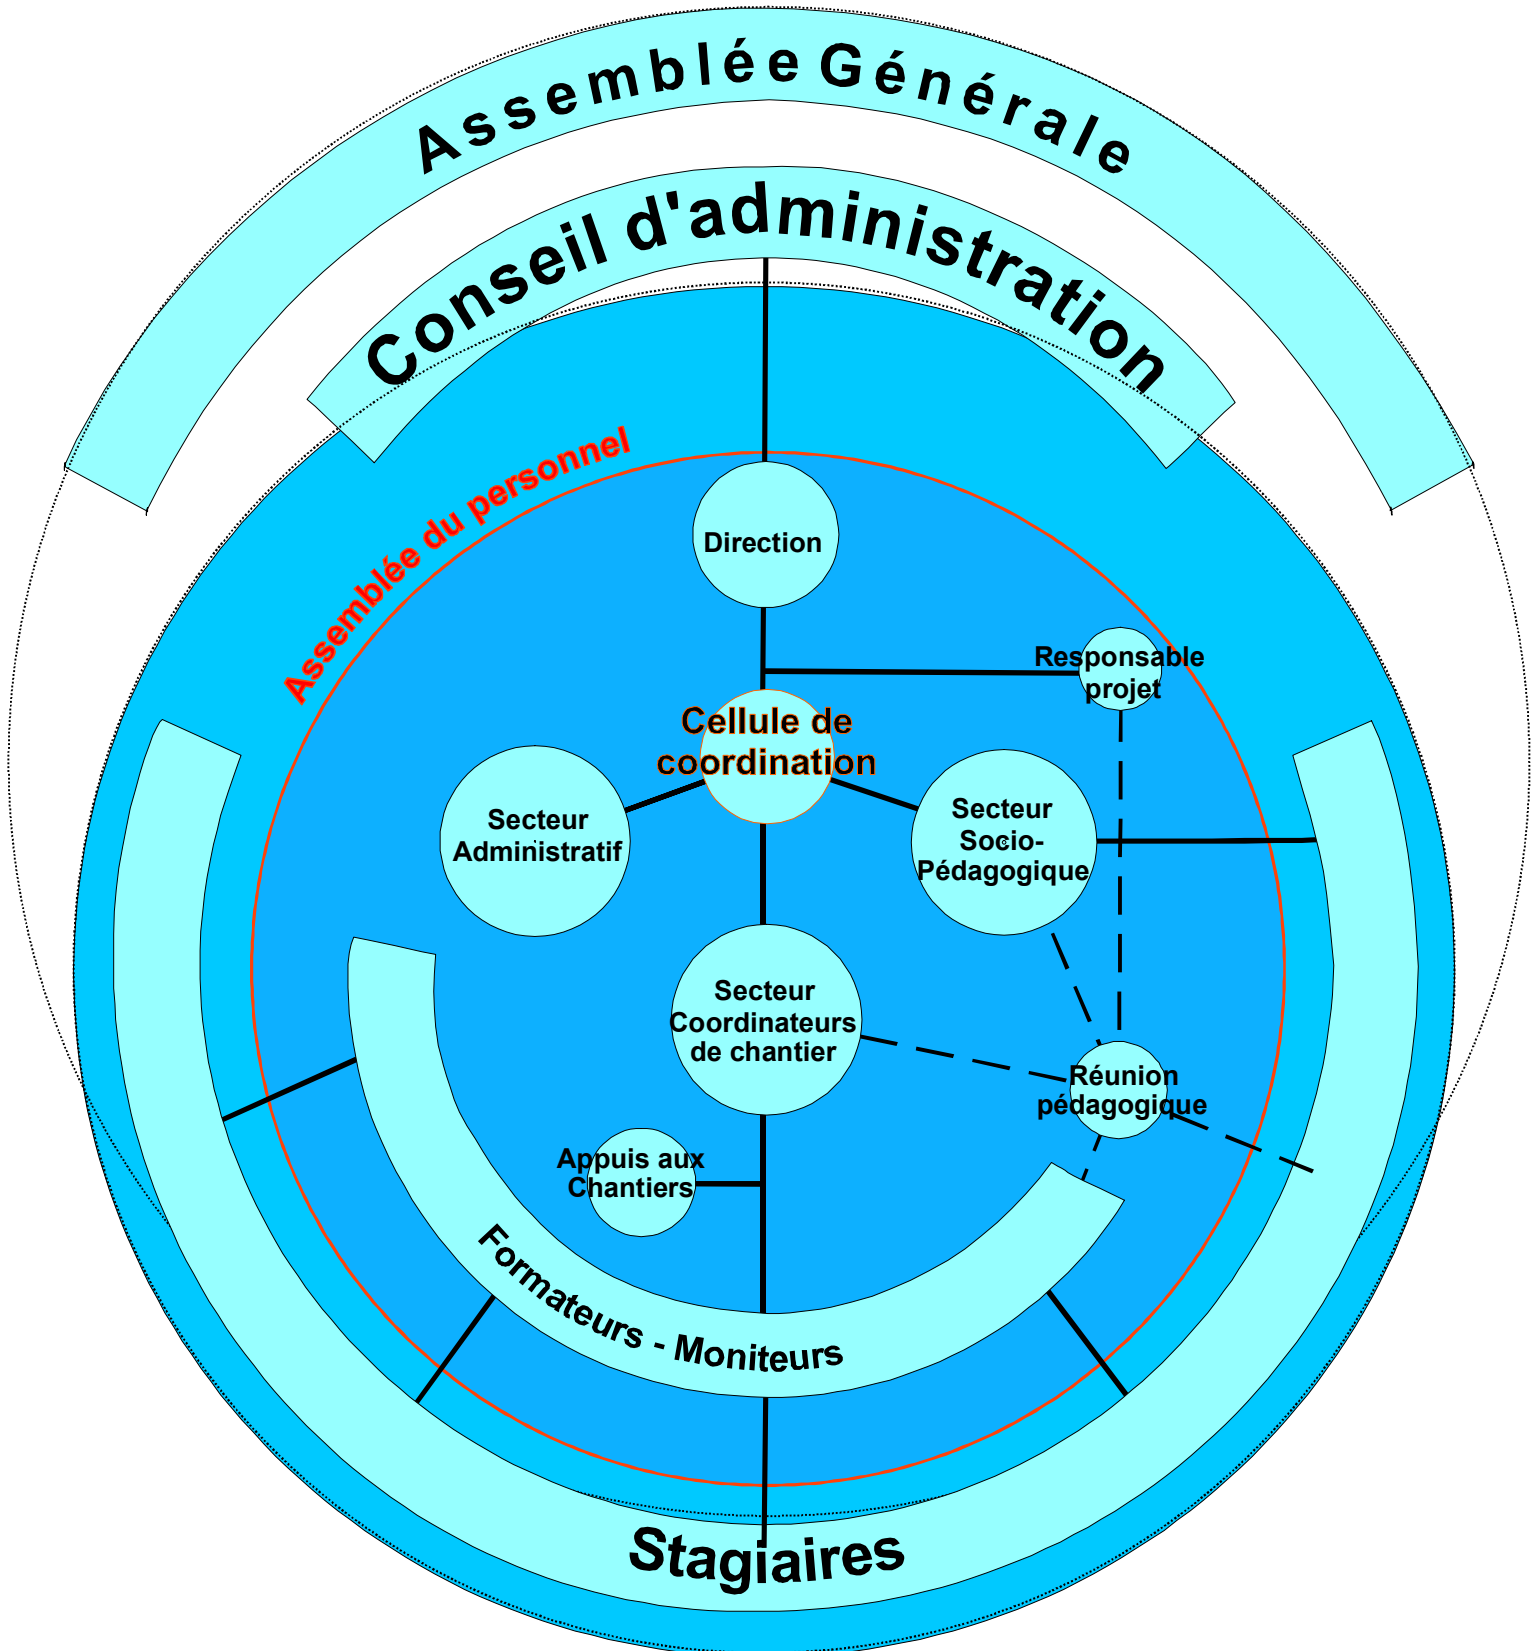 Assemblée Générale
Conseil d'administration
Assemblée du personnel
Direction
Responsable
projet
Cellule de
coordination
Secteur
Administratif
Secteur
Socio-
Pédagogique
Secteur
Coordinateurs
de chantier
Réunion
pédagogique
Appuis aux
Chantiers
Formateurs - Moniteurs
Stagiaires